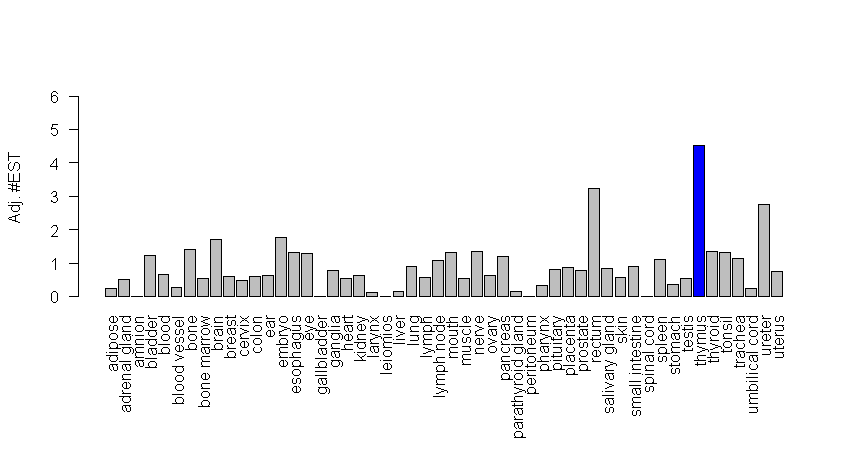 6
5
4
3
2
1
0
Adj. #EST
adipose
adrenal gland
amnion
bladder
blood
blood vessel
bone
bone marrow
brain
breast
cervix
colon
ear
embryo
esophagus
eye
gallbladder
ganglia
heart
kidney
larynx
leiomios
liver
lung
lymph
lymph node
mouth
muscle
nerve
ovary
pancreas
parathyroid gland
peritoneum
pharynx
pituitary
placenta
prostate
rectum
salivary gland
skin
small intestine
spinal cord
spleen
stomach
testis
thymus
thyroid
tonsil
trachea
umbilical cord
ureter
uterus